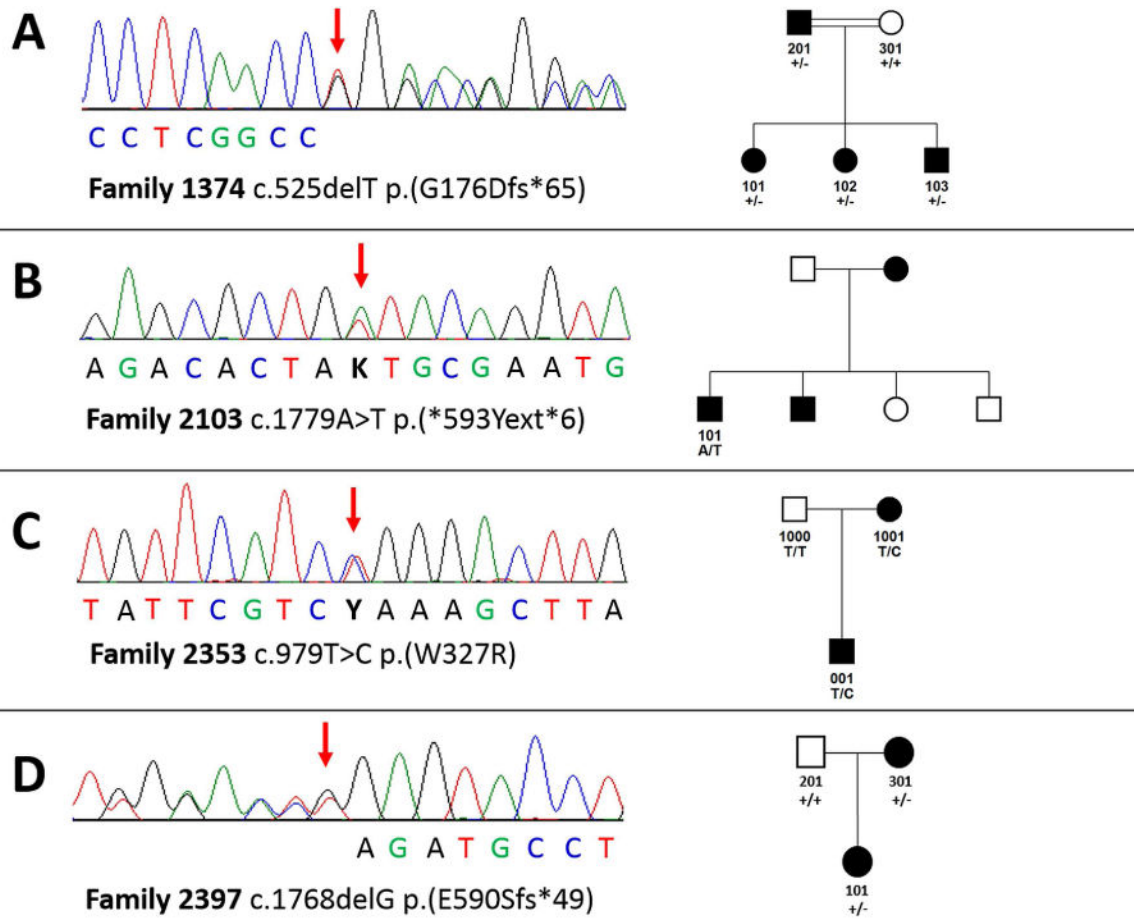 A
C C T C G G C C
Family 1374 c.525delT p.(G176Dfs*65)
201 301
+/- +/+
101 102 103
+/- +/- +/-
B
A G A C A C T A K T G C G A A T G
Family 2103 c.1779A>T p.(*593Yext*6)
101
A/T
C
T A T T C G T C Y A A A G C T T A
Family 2353 c.979T>C p.(W327R)
1000 1001
T/T T/C
001
T/C
D
A G A T G C C T
Family 2397 c.1768delG p.(E590Sfs*49)
201 301
+/+ +/-
101
+/-